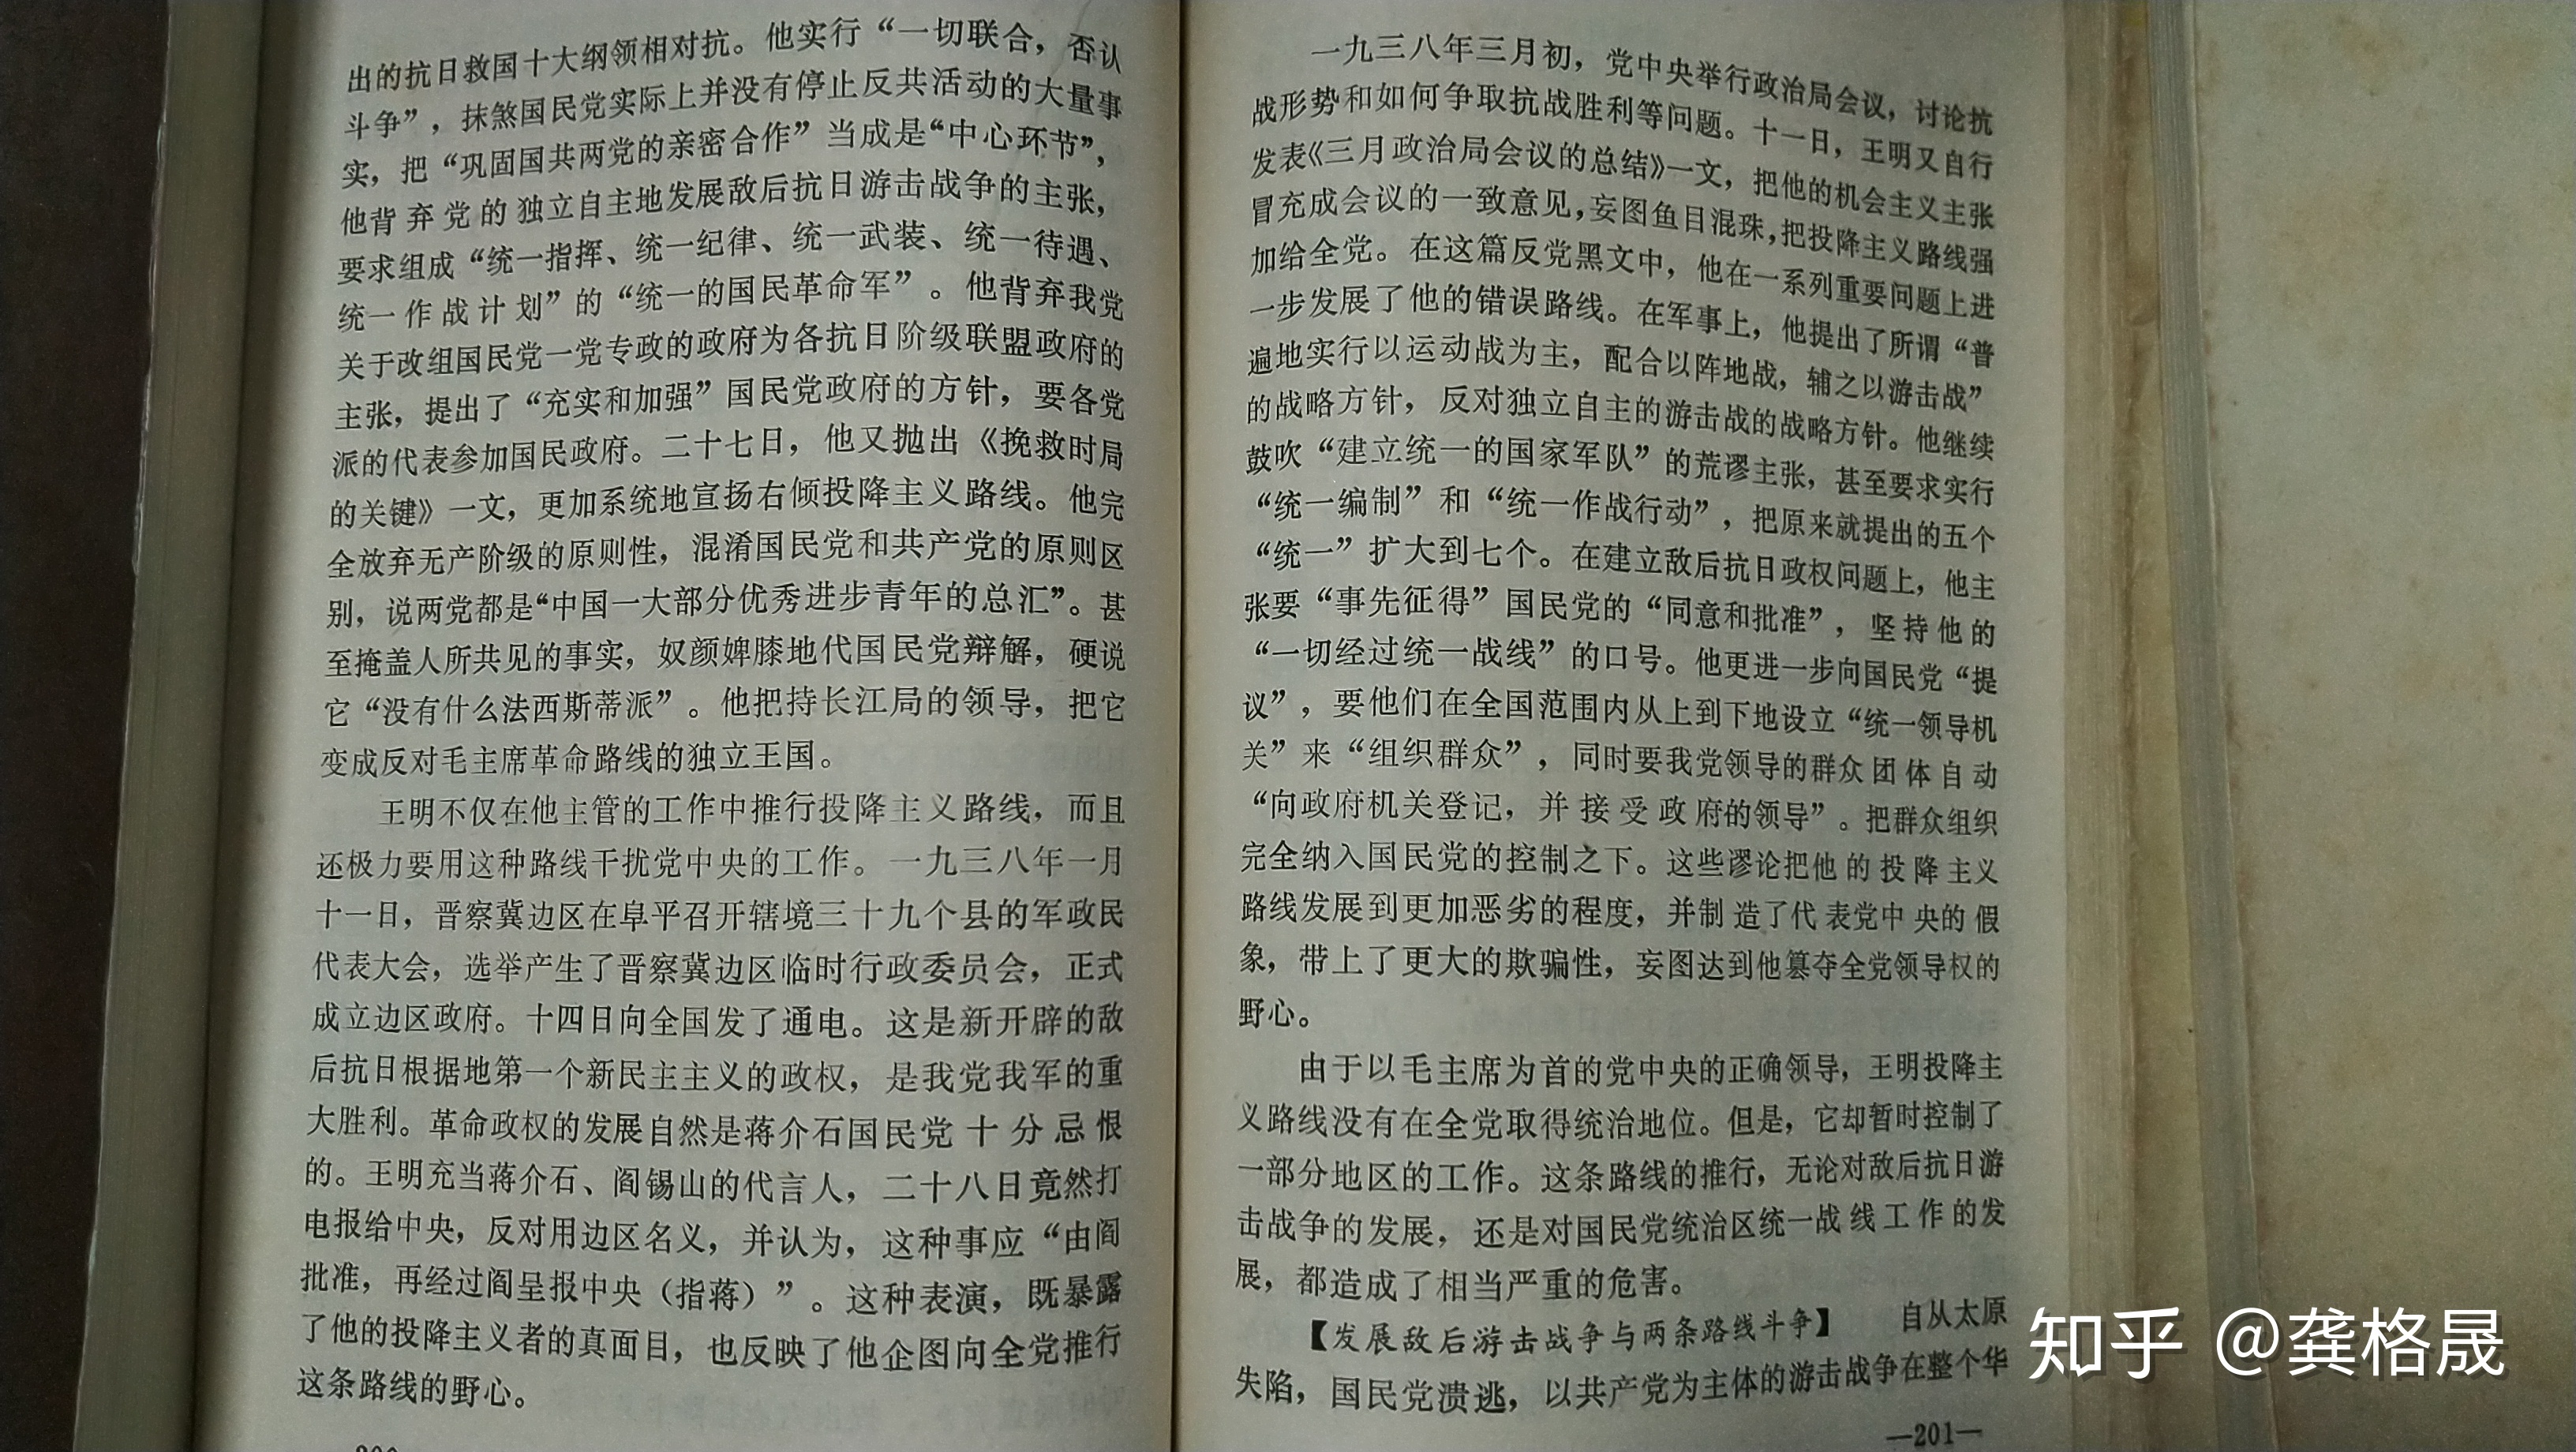 出的抗日救国十大纲领相对抗。他实行“一切联合，否认
斗争”，抹煞国民党实际上并没有停止反共活动的大量事
实，把“巩固国共两党的亲密合作”当成是“中心环节”，
他背弃党的独立自主地发展敌后抗日游击战争的主张，
要求组成“统一指挥、统一纪律、统一武装、统一待遇、
统一作战计划”的“统一的国民革命军”。他背弃我党
关于改组国民党一党专政的政府为各抗日阶级联盟政府的
主张，提出了“充实和加强”国民党政府的方针，要各党
派的代表参加国民政府。二十七日，他又抛出《挽救时局
的关键》一文，更加系统地宣扬右倾投降主义路线。他完
全放弃无产阶级的原则性，混淆国民党和共产党的原则区
别，说两党都是“中国一大部分优秀进步青年的总汇”。甚
至掩盖人所共见的事实，奴颜婢膝地代国民党辩解，硬说
它“没有什么法西斯蒂派”。他把持长江局的领导，把它
变成反对毛主席革命路线的独立王国。
王明不仅在他主管的工作中推行投降主义路线，而且
还极力要用这种路线干扰党中央的工作。一九三八年一月
十一日，晋察冀边区在阜平召开辖境三十九个县的军政民
代表大会，选举产生了晋察冀边区临时行政委员会，正式
成立边区政府。十四日向全国发了通电。这是新开辟的敌
后抗日根据地第一个新民主主义的政权，是我党我军的重
大胜利。革命政权的发展自然是蒋介石国民党十分忌恨
的。王明充当蒋介石、阎锡山的代言人，二十八日竟然打
电报给中央，反对用边区名义，并认为，这种事应“由阎
批准，再经过阎呈报中央（指蒋）”。这种表演，既暴露
了他的投降主义者的真面目，也反映了他企图向全党推行
这条路线的野心。
一九三八年三月初，党中央举行政治局会议，讨论抗
战形势和如何争取抗战胜利等问题。十一日，王明又自行
发表《三月政治局会议的总结》一文，把他的机会主义主张
冒充成会议的一致意见，妄图鱼目混珠，把投降主义路线强
加给全党。在这篇反党黑文中，他在一系列重要问题上进
一步发展了他的错误路线。在军事上，他提出了所谓“普
遍地实行以运动战为主，配合以阵地战，辅之以游击战”
的战略方针，反对独立自主的游击战的战略方针。他继续
鼓吹“建立统一的国家军队”的荒谬主张，甚至要求实行
“统一编制”和“统一作战行动”，把原来就提出的五个
“统一”扩大到七个。在建立敌后抗日政权问题上，他主
张要“事先征得”国民党的“同意和批准”，坚持他的
“一切经过统一战线”的口号。他更进一步向国民党“提
议”，要他们在全国范围内从上到下地设立“统一领导机
关”来“组织群众”，同时要我党领导的群众团体自动
“向政府机关登记，并接受政府的领导”。把群众组织
完全纳入国民党的控制之下。这些谬论把他的投降主义
路线发展到更加恶劣的程度，并制造了代表党中央的假
象，带上了更大的欺骗性，妄图达到他篡夺全党领导权的
野心。
由于以毛主席为首的党中央的正确领导，王明投降主
义路线没有在全党取得统治地位。但是，它却暂时控制了
一部分地区的工作。这条路线的推行，无论对敌后抗日游
击战争的发展，还是对国民党统治区统一战线工作的发
展，都造成了相当严重的危害。
【发展敌后游击战争与两条路线斗争】 自从太原
失陷，国民党溃逃，以共产党为主体的游击战争在整个华
—201—
知乎 @龚格晟